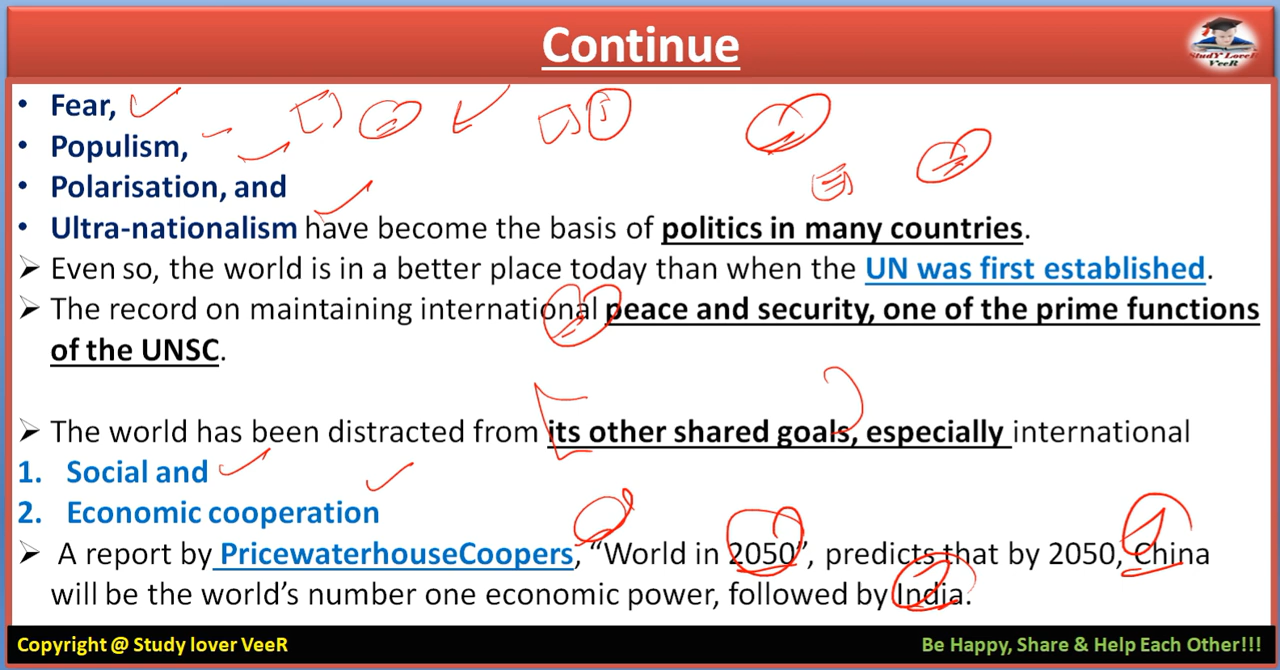 Continue
StudY LoveR
VeeR
• Fear,
• Populism,
• Polarisation, and
• Ultra-nationalism have become the basis of politics in many countries.
➢ Even so, the world is in a better place today than when the UN was first established.
➢ The record on maintaining international peace and security, one of the prime functions
of the UNSC.
➢ The world has been distracted from its other shared goals, especially international
1. Social and
2. Economic cooperation
➢ A report by PricewaterhouseCoopers, “World in 2050”, predicts that by 2050, China
will be the world’s number one economic power, followed by India.
Copyright @ Study lover VeeR
Be Happy, Share & Help Each Other!!!